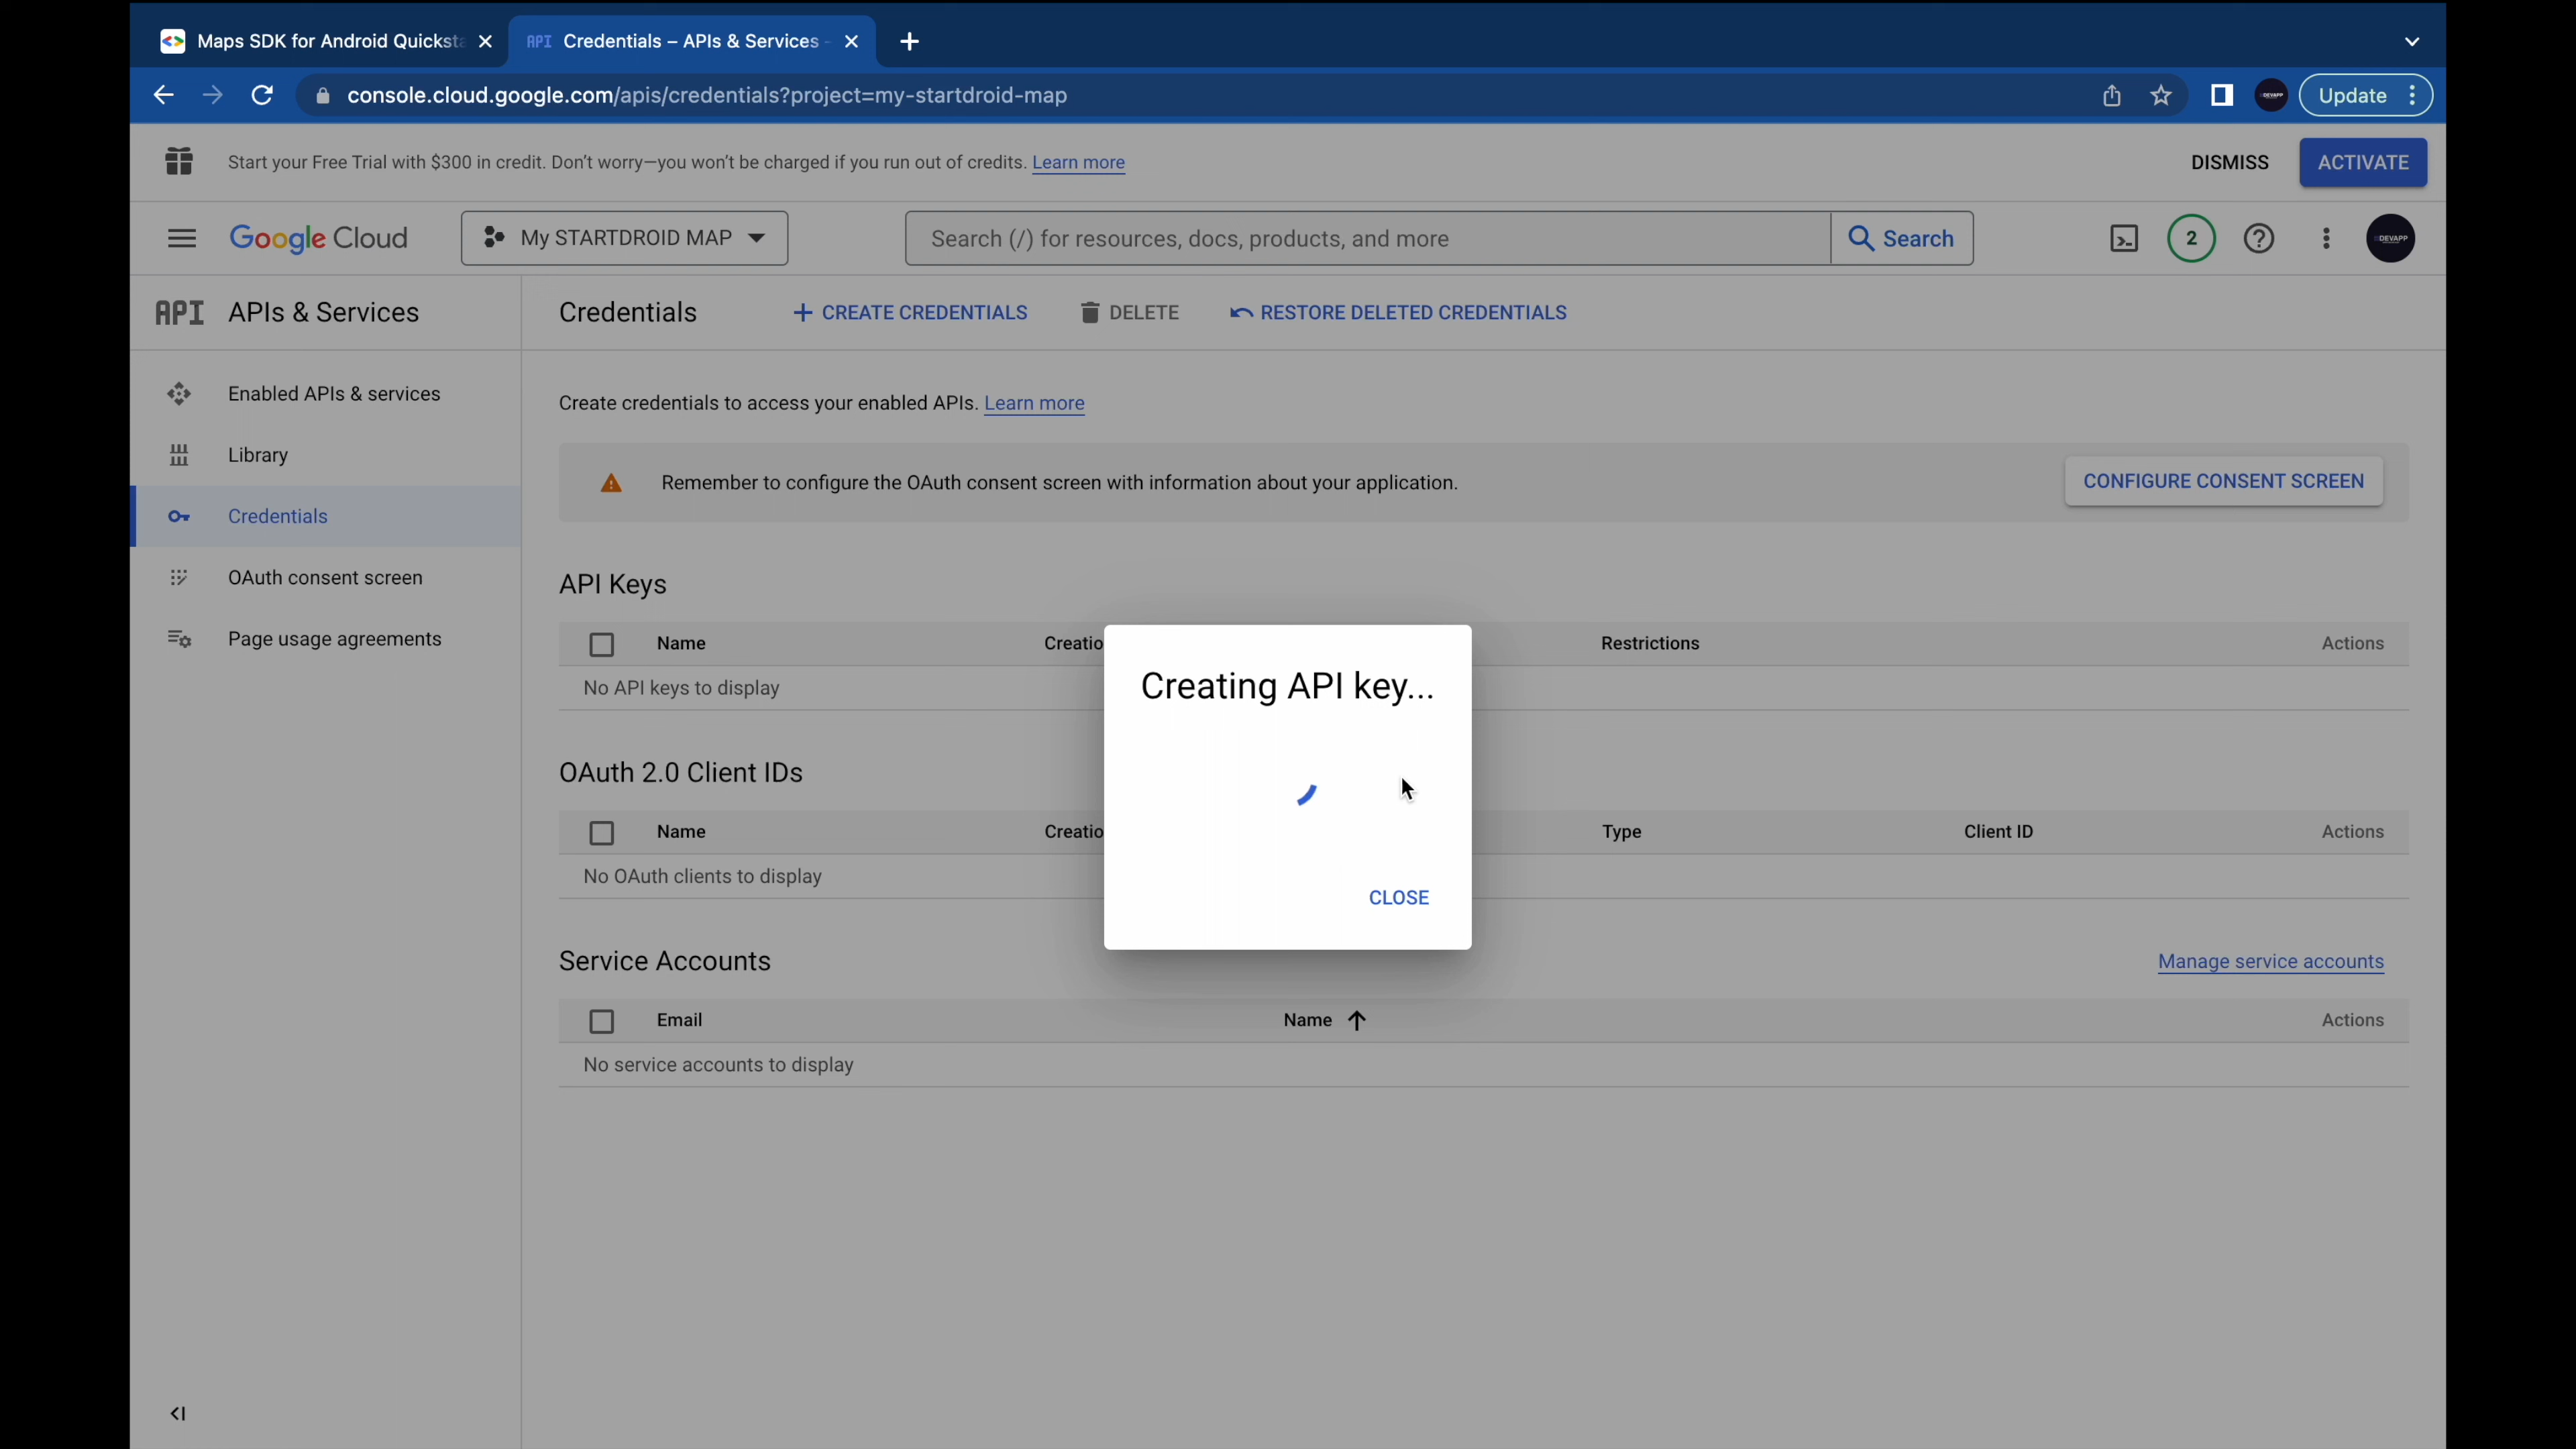 Maps SDK for Android Quicksta
API Credentials – APIs & Services -
console.cloud.google.com/apis/credentials?project=my-startdroid-map
DEVAPP
Update
Start your Free Trial with $300 in credit. Don't worry—you won't be charged if you run out of credits. Learn more
DISMISS
ACTIVATE
Google Cloud
My STARTDROID MAP
Search (/) for resources, docs, products, and more
Search
2
DEVAPP
API APIs & Services
Credentials
CREATE CREDENTIALS
DELETE
RESTORE DELETED CREDENTIALS
Enabled APIs & services
Library
Credentials
OAuth consent screen
Page usage agreements
Create credentials to access your enabled APIs. Learn more
Remember to configure the OAuth consent screen with information about your application.
CONFIGURE CONSENT SCREEN
API Keys
Name Creatio Restrictions Actions
No API keys to display
Creating API key...
CLOSE
OAuth 2.0 Client IDs
Name Creatio Type Client ID Actions
No OAuth clients to display
Service Accounts
Manage service accounts
Email Name Actions
No service accounts to display